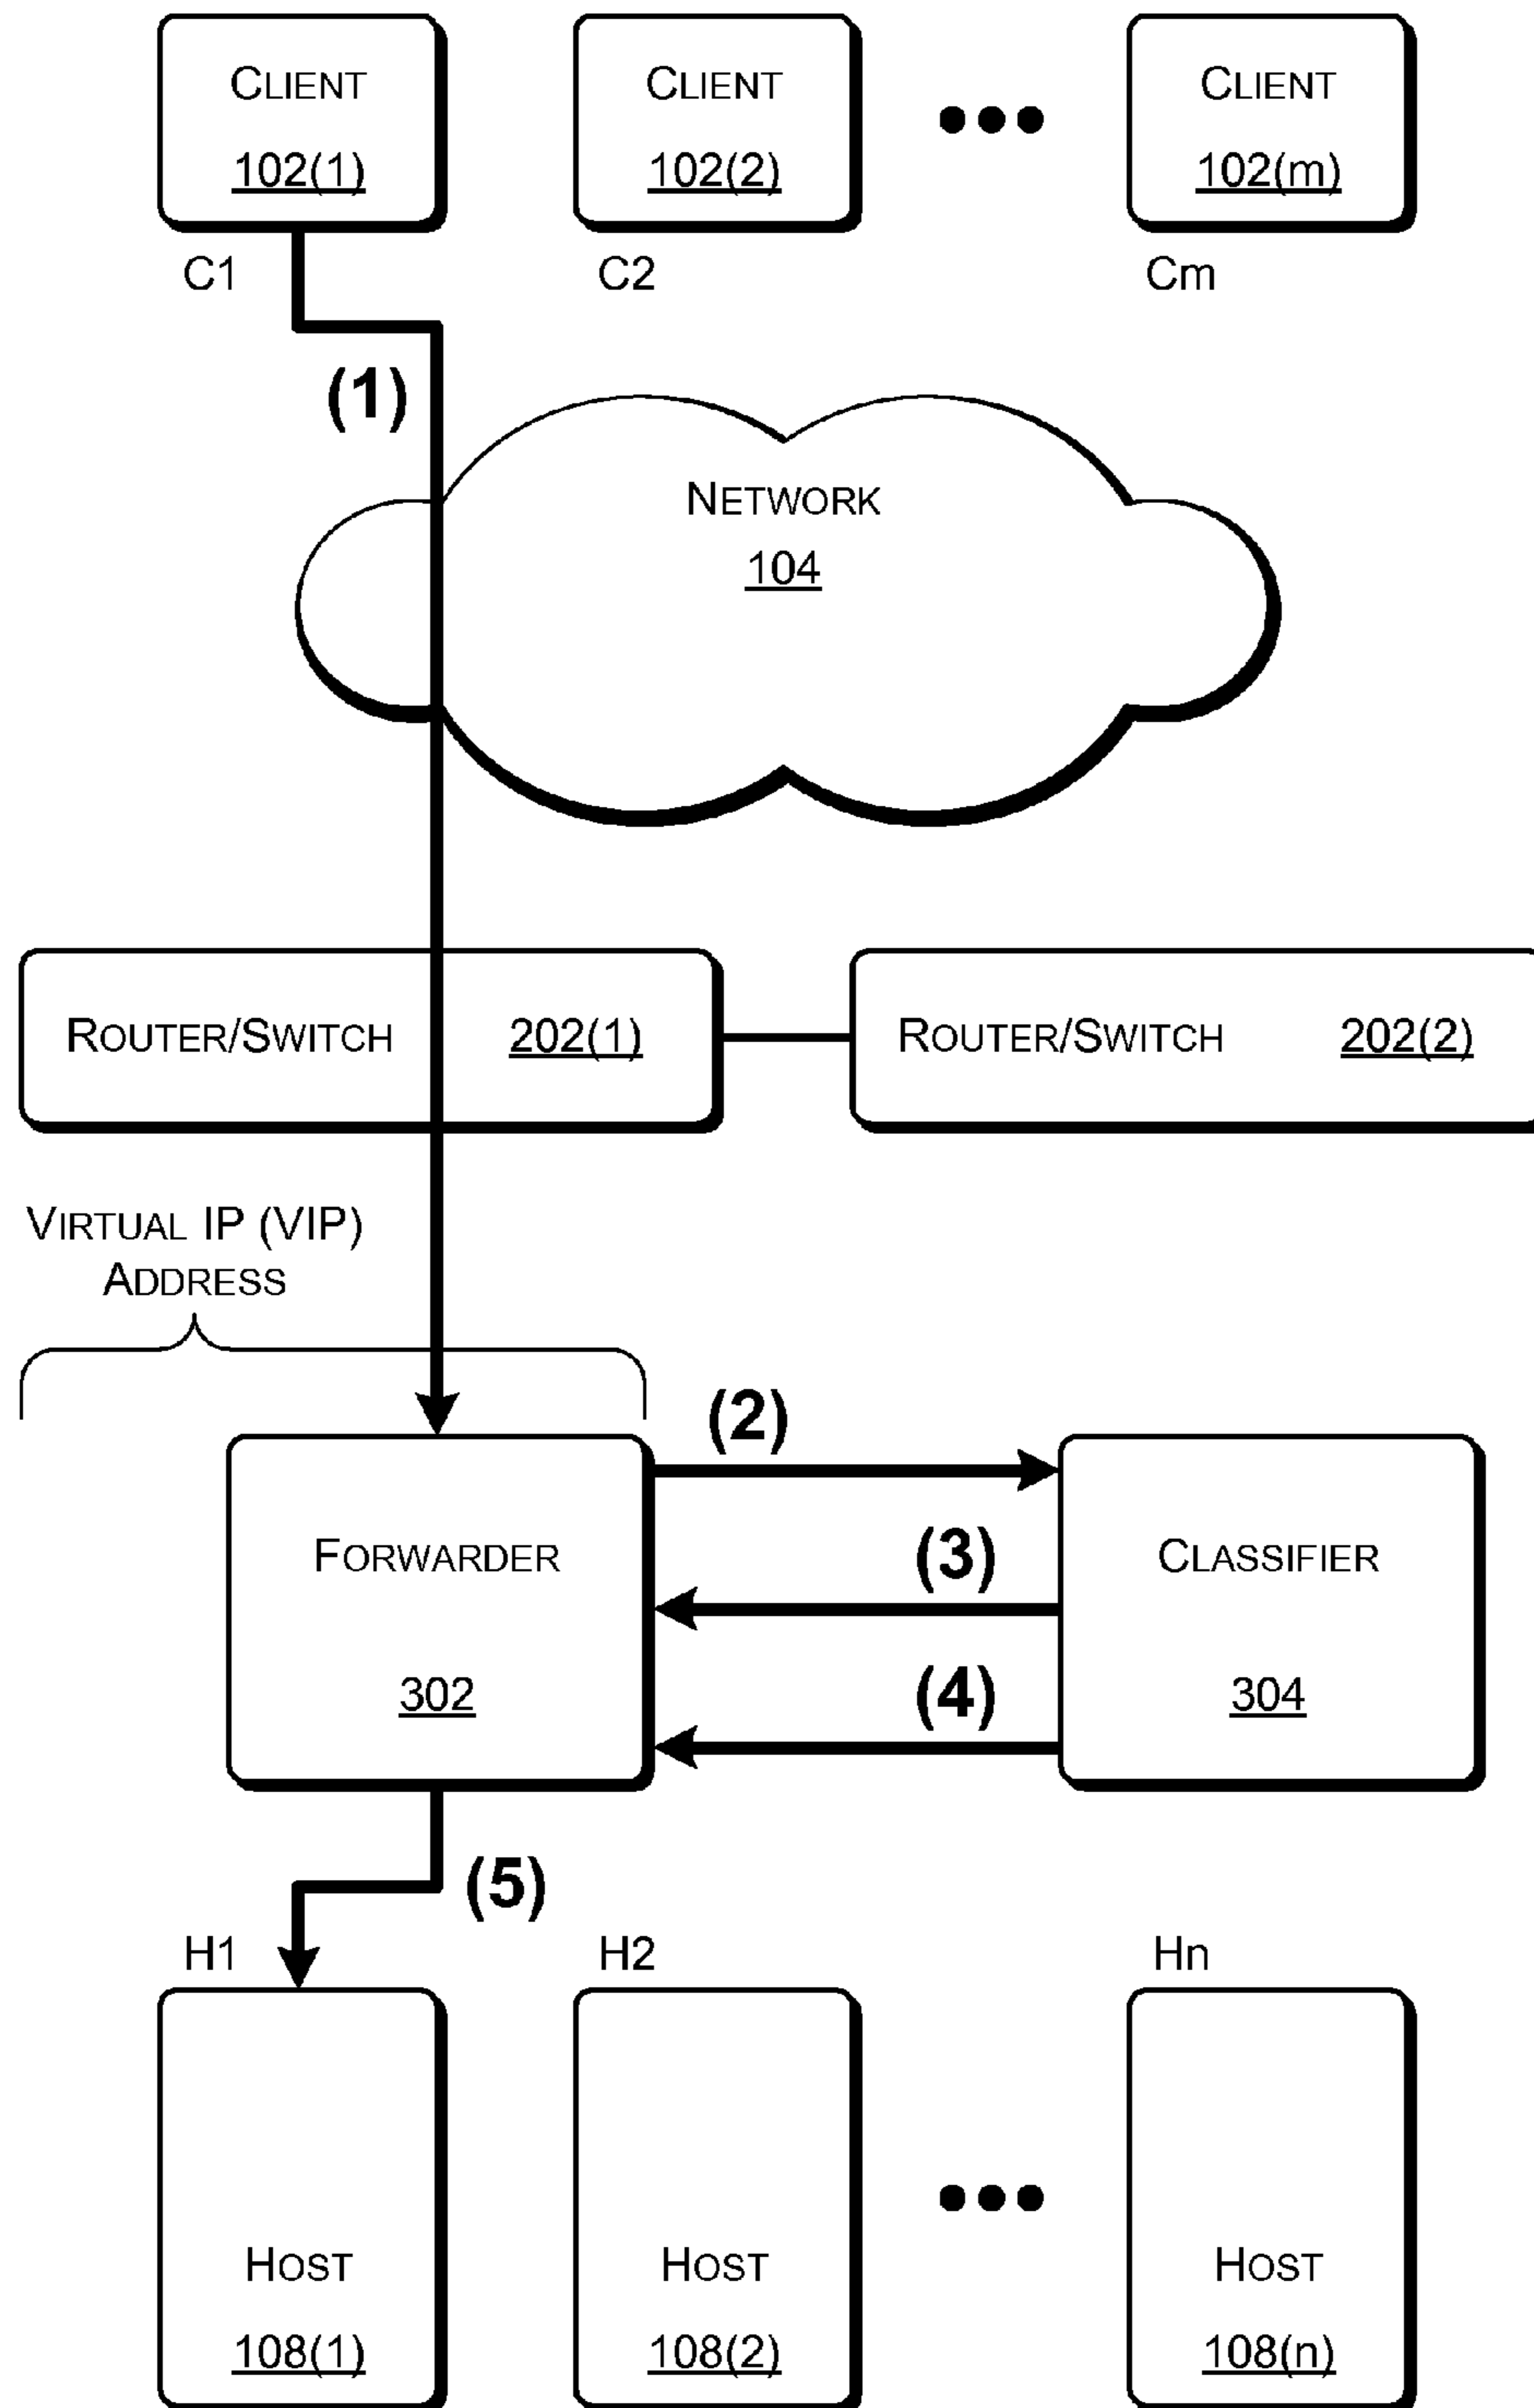 CLIENT CLIENT CLIENT
102(1) 102(2) ••• 102(m)
C1 C2 Cm
(1)
NETWORK
104
ROUTER/SWITCH 202(1) ROUTER/SWITCH 202(2)
VIRTUAL IP (VIP)
ADDRESS
(2)
(3)
FORWARDER CLASSIFIER
302 (4) 304
(5)
H1 H2 Hn
•••
HOST HOST HOST
108(1) 108(2) 108(n)